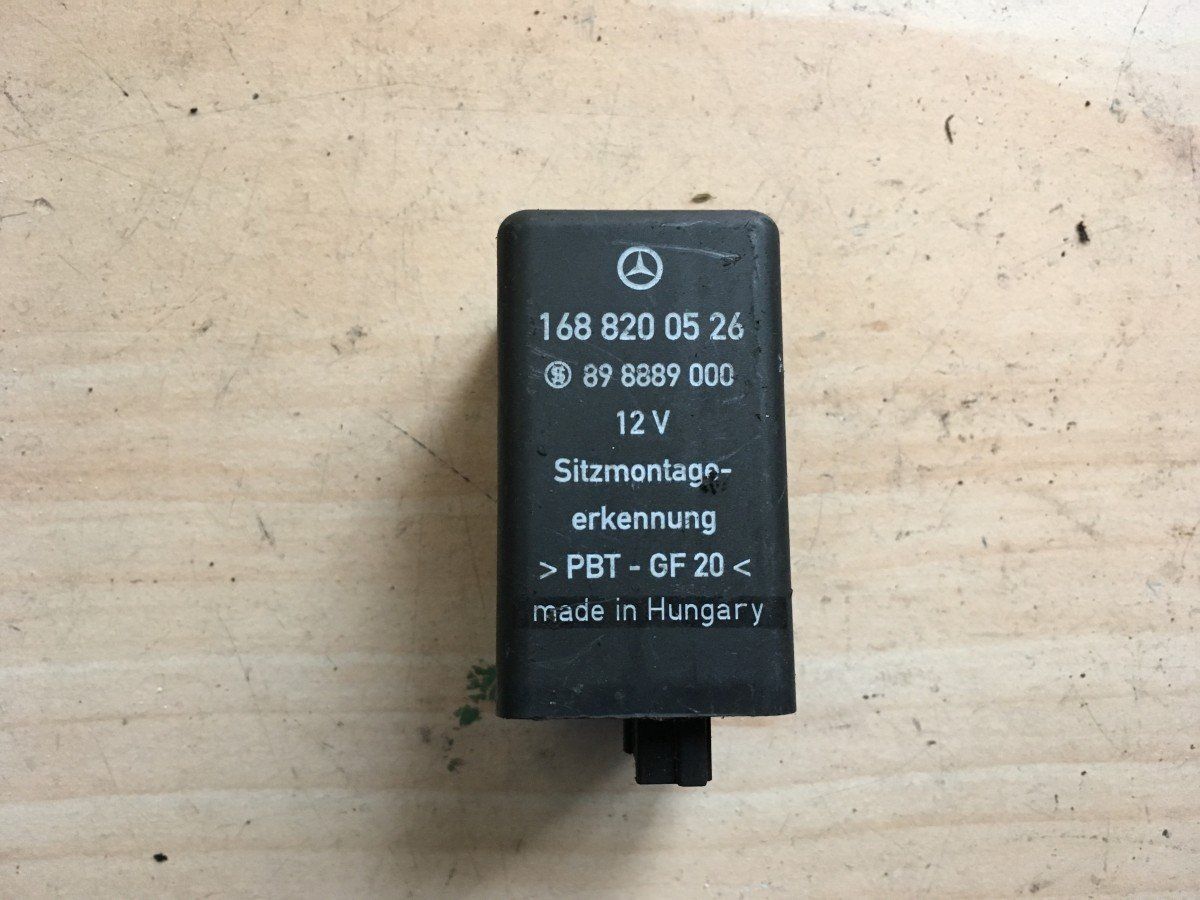 168 820 05 26
89 8889 000
12 V
Sitzmontage-
erkennung
> PBT - GF 20 <
made in Hungary